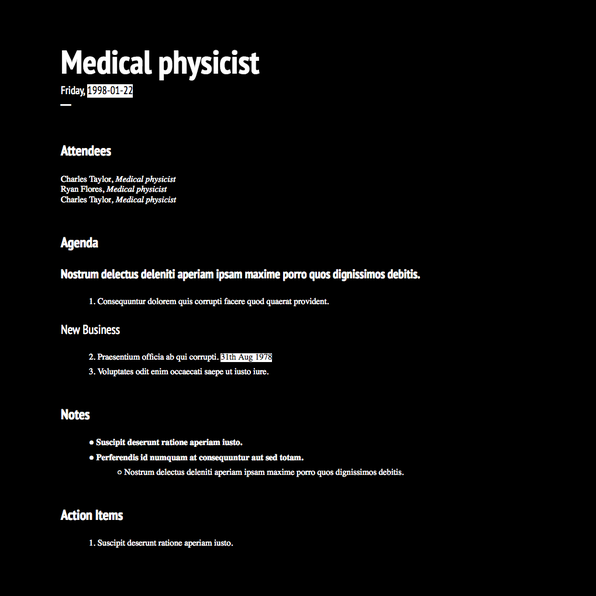 Medical physicist
Friday, 1998-01-22
Attendees
Charles Taylor, Medical physicist
Ryan Flores, Medical physicist
Charles Taylor, Medical physicist
Agenda
Nostrum delectus deleniti aperiam ipsam maxime porro quos dignissimos debitis.
1. Consequuntur dolorem quis corrupti facere quod quaerat provident.
New Business
2. Praesentium officia ab qui corrupti. 31th Aug 1978
3. Voluptates odit enim occaecati saepe ut iusto iure.
Notes
● Suscipit deserunt ratione aperiam iusto.
● Perferendis id numquam at consequuntur aut sed totam.
○ Nostrum delectus deleniti aperiam ipsam maxime porro quos dignissimos debitis.
Action Items
1. Suscipit deserunt ratione aperiam iusto.